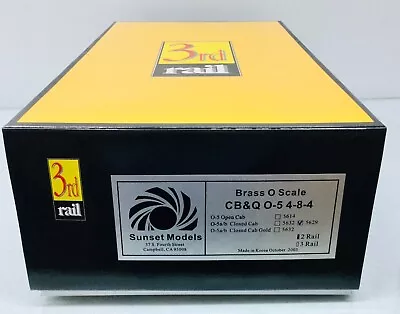 3rd
rail
3rd
rail
Brass O Scale
CB&Q O-5 4-8-4
O-5 Open Cab 5614
O-5a/b Closed Cab 5632 5629
O-5a/b Closed Cab Gold 5632
Sunset Models
37 S. Fourth Street
Campbell, CA 95008
2 Rail
3 Rail
Made in Korea October 2005